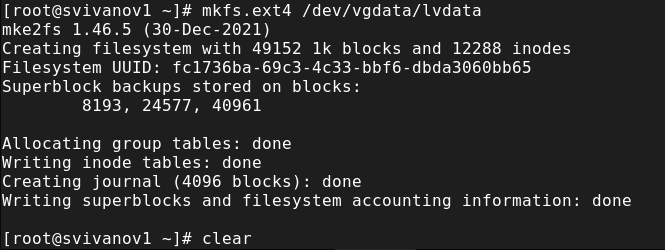 [root@svivanov1 ~]# mkfs.ext4 /dev/vgdata/lvdata
mke2fs 1.46.5 (30-Dec-2021)
Creating filesystem with 49152 1k blocks and 12288 inodes
Filesystem UUID: fc1736ba-69c3-4c33-bbf6-dbda3060bb65
Superblock backups stored on blocks:
        8193, 24577, 40961

Allocating group tables: done
Writing inode tables: done
Creating journal (4096 blocks): done
Writing superblocks and filesystem accounting information: done

[root@svivanov1 ~]# clear